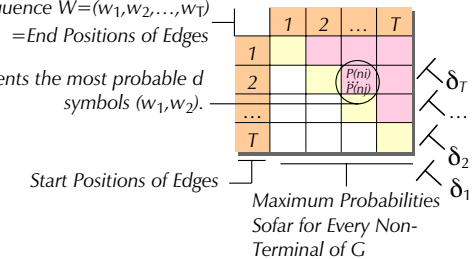 uence W=(w1,w2,...,wT)
=End Positions of Edges
1 2 ... T
1
ents the most probable d
2 P(ni)
...
P(nj)
symbols (w1,w2).
...
T
δT
...
δ2
δ1
Start Positions of Edges
Maximum Probabilities
Sofar for Every Non-
Terminal of G